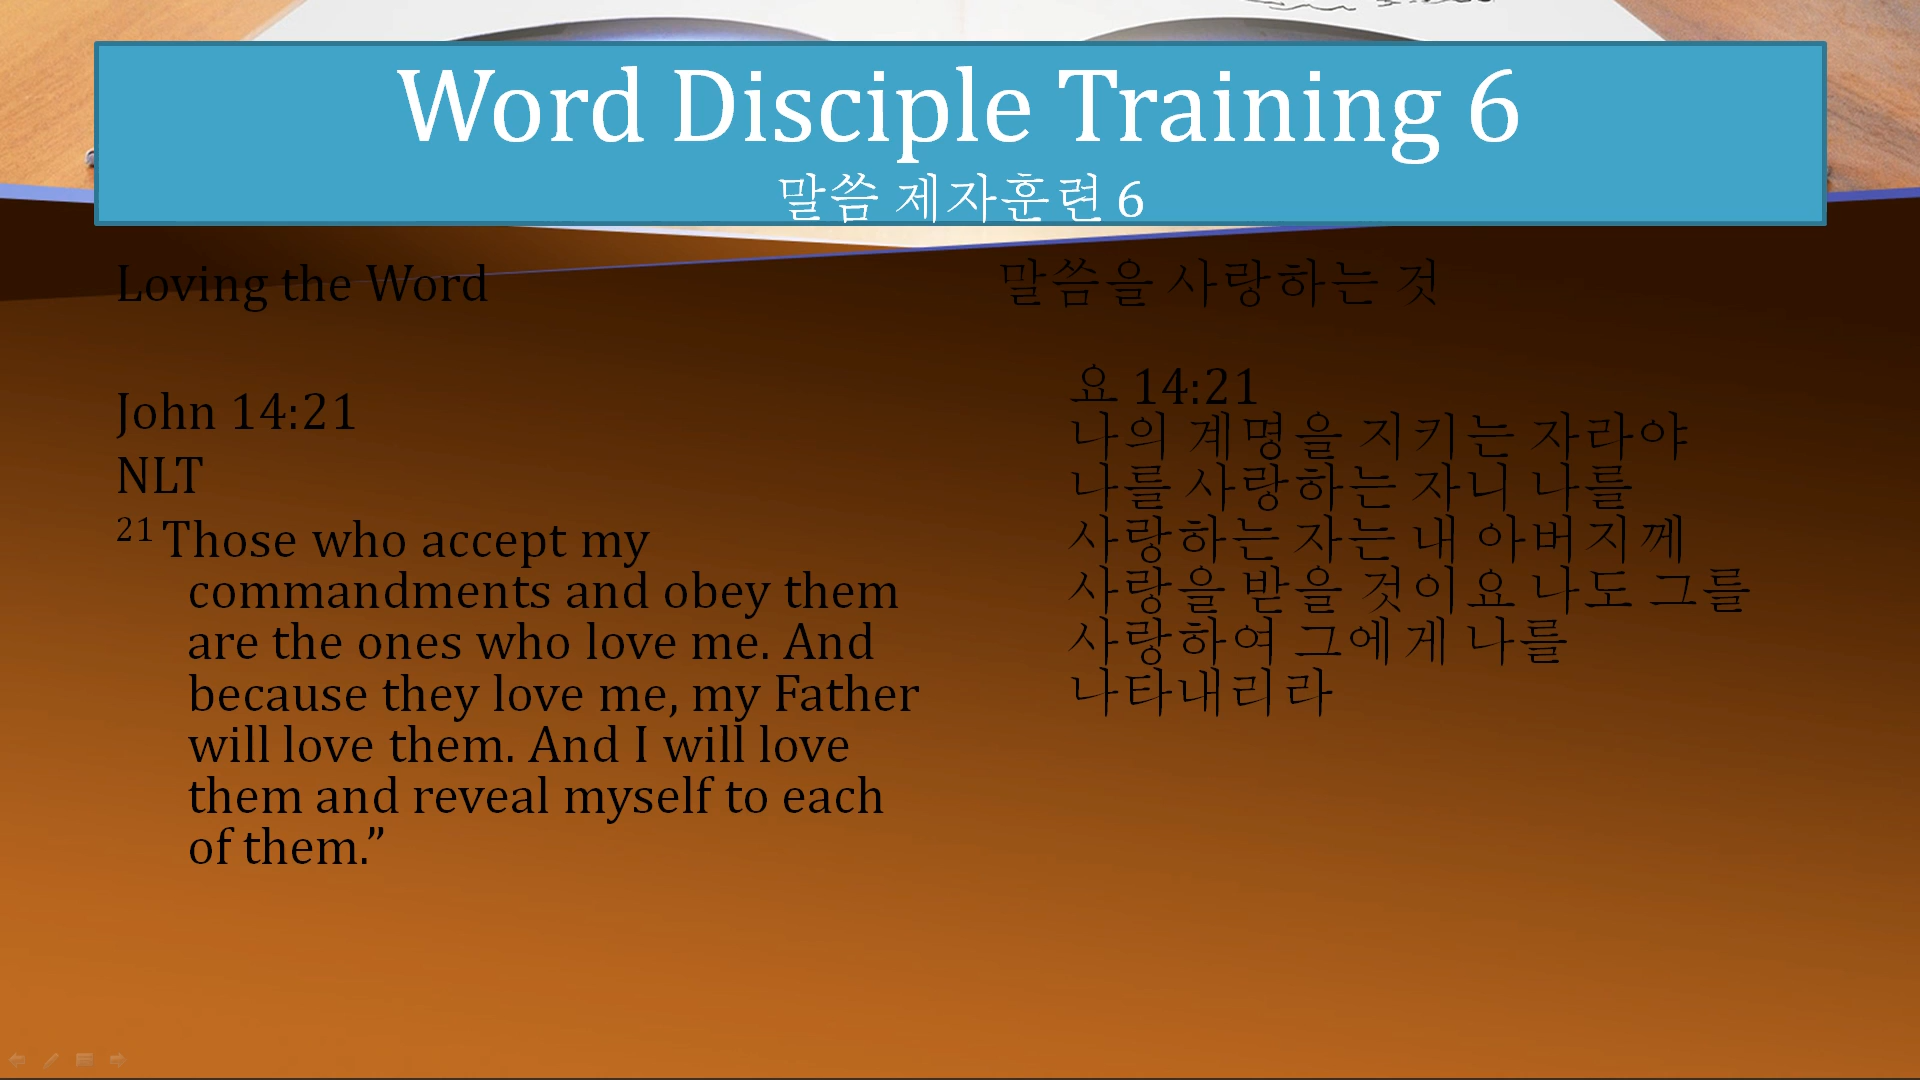 Word Disciple Training 6
말씀 제자훈련 6
Loving the Word
John 14:21
NLT
21 Those who accept my
commandments and obey them
are the ones who love me. And
because they love me, my Father
will love them. And I will love
them and reveal myself to each
of them.”
말씀을 사랑하는 것
요 14:21
나의 계명을 지키는 자라야
나를 사랑하는 자니 나를
사랑하는 자는 내 아버지께
사랑을 받을 것이요 나도 그를
사랑하여 그에게 나를
나타내리라